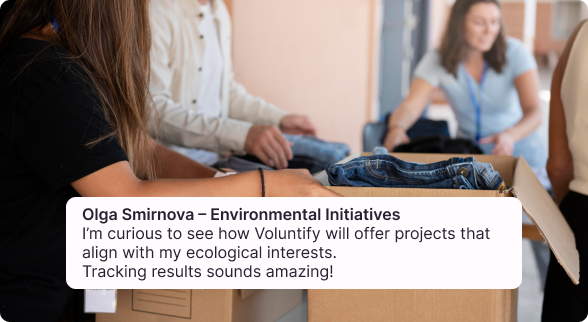 Olga Smirnova – Environmental Initiatives
I’m curious to see how Voluntify will offer projects that
align with my ecological interests.
Tracking results sounds amazing!